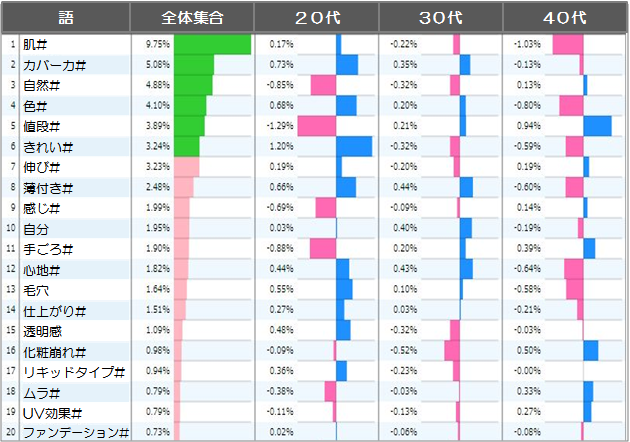 語 全体集合 20代 30代 40代
1 肌# 9.75% 0.17% -0.22% -1.03%
2 カバー力# 5.08% 0.73% 0.35% -0.13%
3 自然# 4.88% -0.85% -0.32% 0.13%
4 色# 4.10% 0.68% 0.20% -0.80%
5 値段# 3.89% -1.29% 0.21% 0.94%
6 きれい# 3.24% 1.20% -0.32% -0.59%
7 伸び# 3.23% 0.19% -0.20% 0.19%
8 薄付き# 2.48% 0.66% 0.44% -0.60%
9 感じ# 1.99% -0.69% -0.09% 0.14%
10 自分 1.95% 0.03% 0.40% -0.19%
11 手ごろ# 1.90% -0.88% 0.20% 0.39%
12 心地# 1.82% 0.44% 0.43% -0.64%
13 毛穴 1.64% 0.55% 0.10% -0.58%
14 仕上がり# 1.51% 0.27% 0.03% -0.21%
15 透明感 1.09% 0.48% -0.32% -0.03%
16 化粧崩れ# 0.98% -0.09% -0.52% 0.50%
17 リキッドタイプ# 0.94% 0.36% -0.23% -0.00%
18 ムラ# 0.79% -0.38% -0.03% 0.33%
19 UV効果# 0.79% -0.11% -0.13% 0.27%
20 ファンデーション# 0.73% 0.02% -0.06% -0.08%